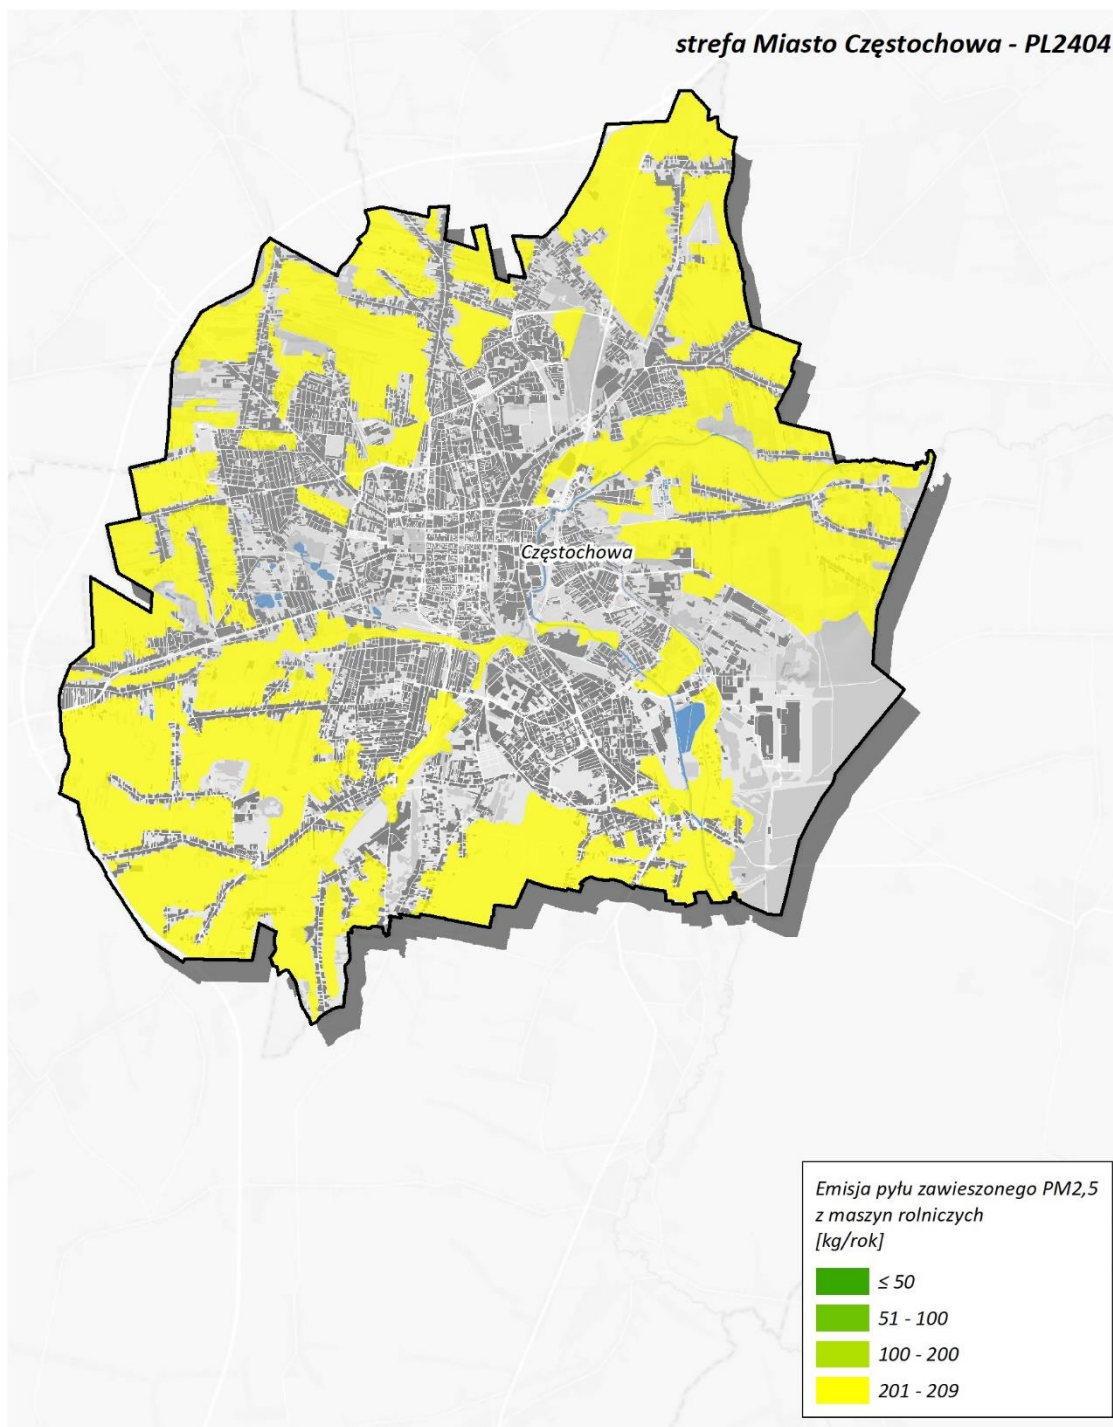 strefa Miasto Częstochowa - PL2404
Częstochowa
Emisja pyłu zawieszonego PM2,5
z maszyn rolniczych
[kg/rok]
≤ 50
51 - 100
100 - 200
201 - 209